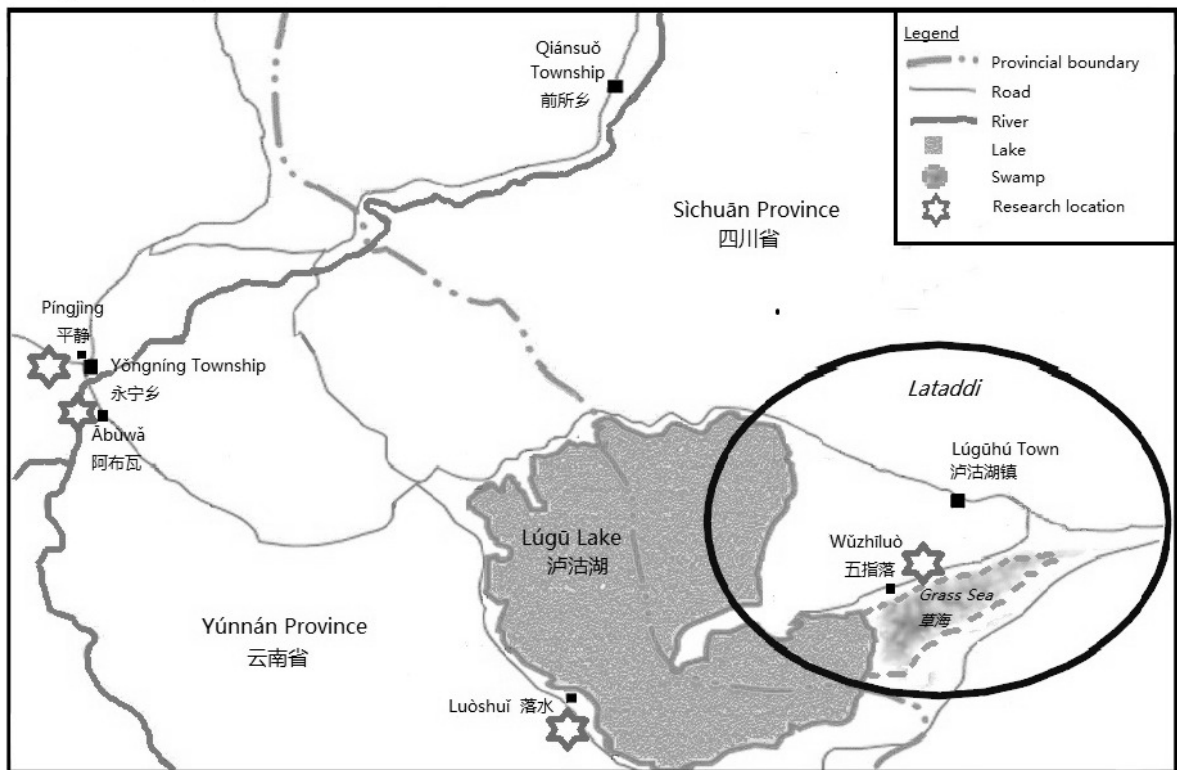 Legend
Provincial boundary
Road
River
Lake
Swamp
Research location
Qiánsuǒ
Township
前所乡
Sìchuān Province
四川省
Píngjìng
平静
Yǒngníng Township
永宁乡
Ābùwǎ
阿布瓦
Lataddi
Lúgūhú Town
泸沽湖镇
Lúgū Lake
泸沽湖
Wǔzhīluò
五指落
Grass Sea
草海
Yúnnán Province
云南省
Luòshuǐ 落水